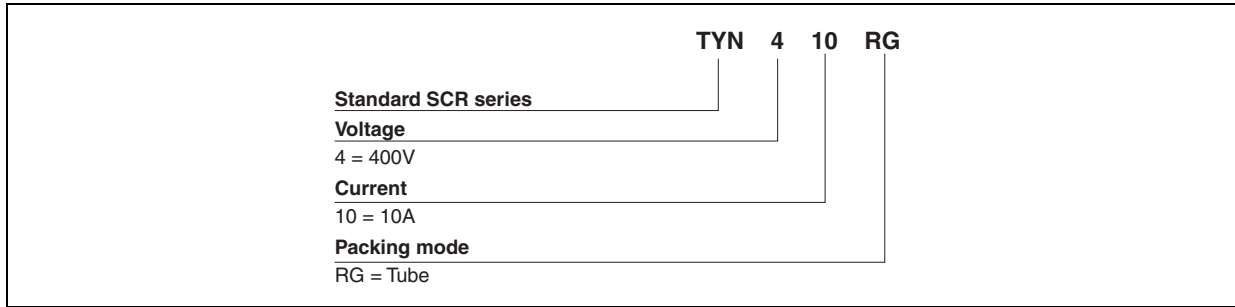 TYN 4 10 RG
Standard SCR series
Voltage
4 = 400V
Current
10 = 10A
Packing mode
RG = Tube